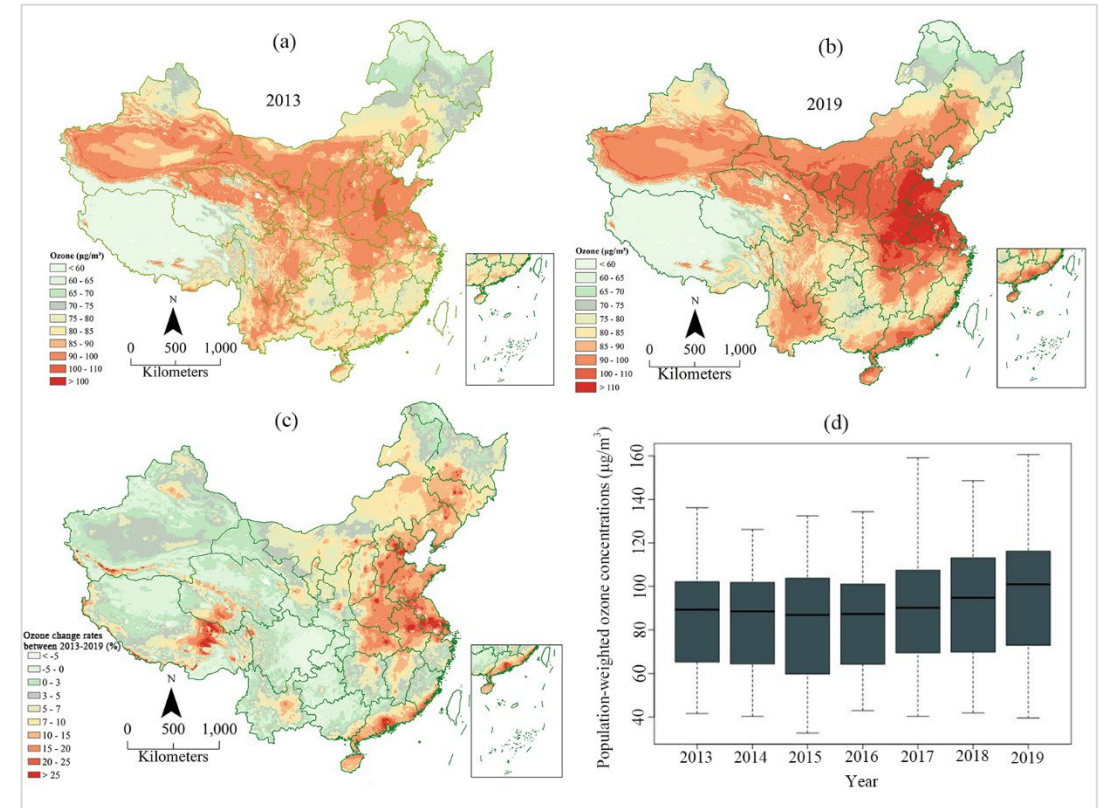 (a)
2013
Ozone (µg/m³)
< 60
60 - 65
65 - 70
70 - 75
75 - 80
80 - 85
85 - 90
90 - 100
100 - 110
> 100
N
0 500 1,000
Kilometers
(b)
2019
Ozone (µg/m³)
< 60
60 - 65
65 - 70
70 - 75
75 - 80
80 - 85
85 - 90
90 - 100
100 - 110
> 110
N
0 500 1,000
Kilometers
(c)
Ozone change rates
between 2013-2019 (%)
< -5
-5 - 0
0 - 3
3 - 5
5 - 7
7 - 10
10 - 15
15 - 20
20 - 25
> 25
N
0 500 1,000
Kilometers
(d)
Population-weighted ozone concentrations (µg/m³)
160
140
120
100
80
60
40
2013 2014 2015 2016 2017 2018 2019
Year